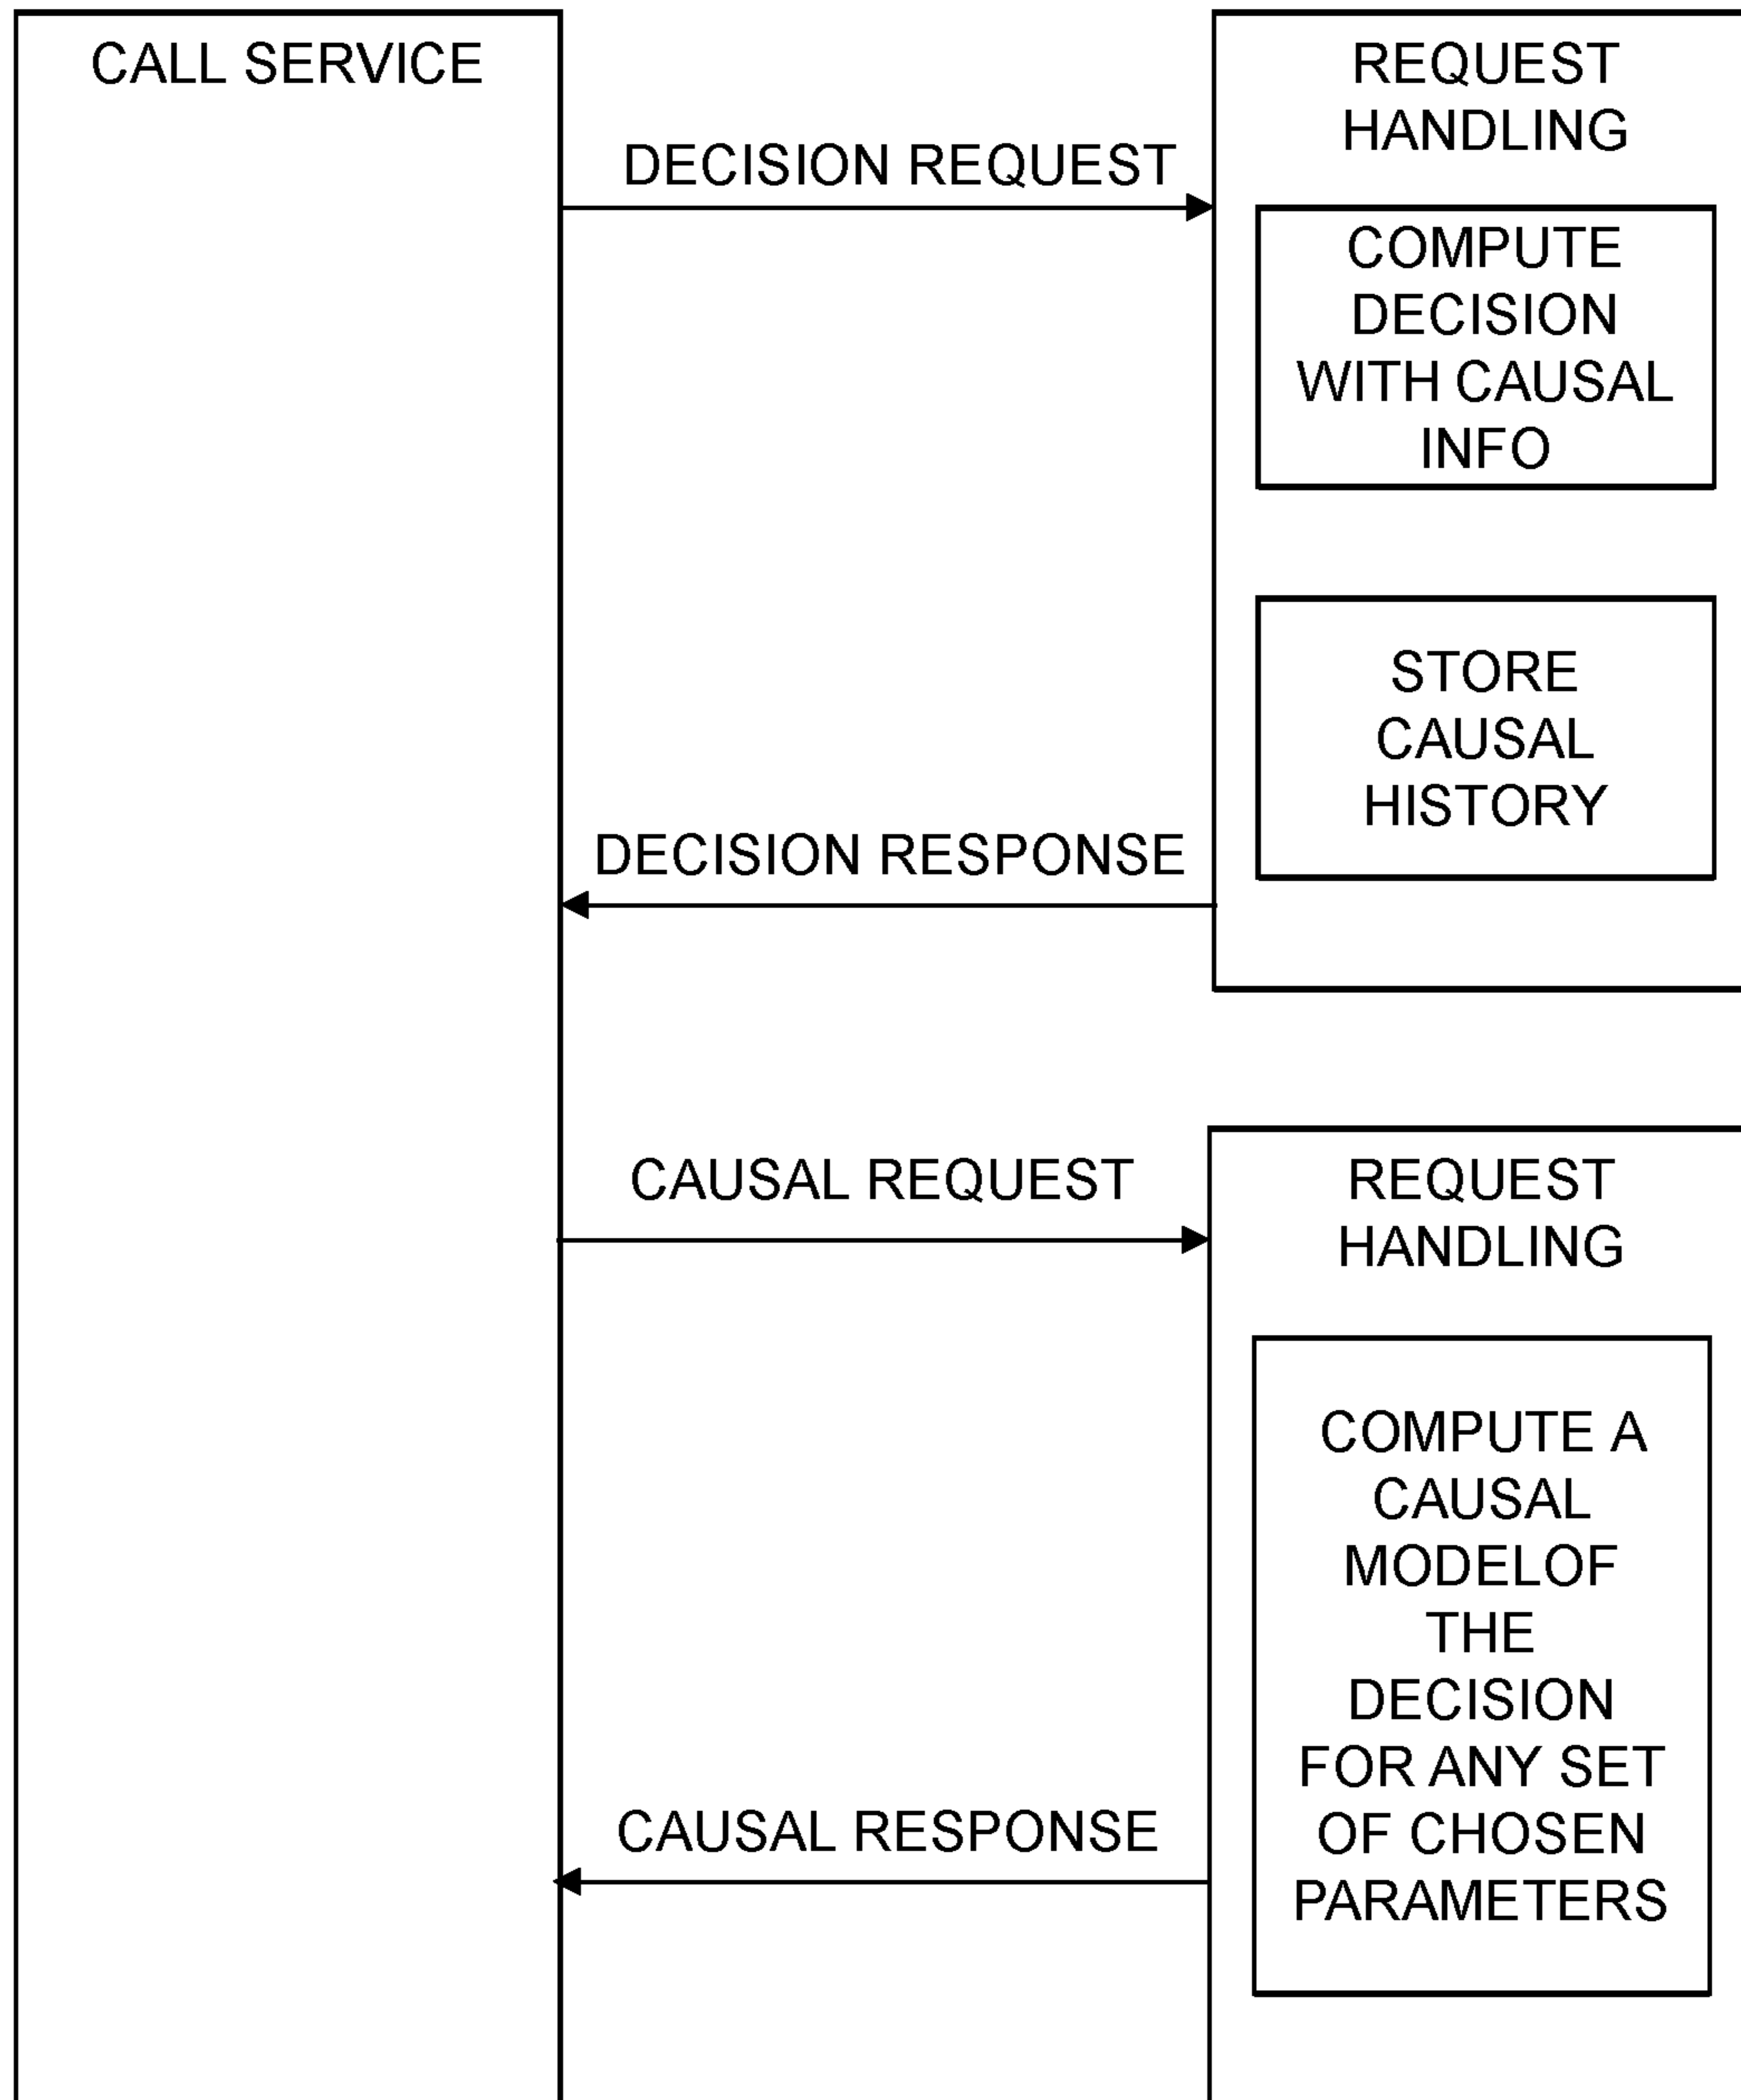 CALL SERVICE
REQUEST
HANDLING
DECISION REQUEST
COMPUTE
DECISION
WITH CAUSAL
INFO
STORE
CAUSAL
HISTORY
DECISION RESPONSE
CAUSAL REQUEST
REQUEST
HANDLING
COMPUTE A
CAUSAL
MODELOF
THE
DECISION
FOR ANY SET
OF CHOSEN
PARAMETERS
CAUSAL RESPONSE